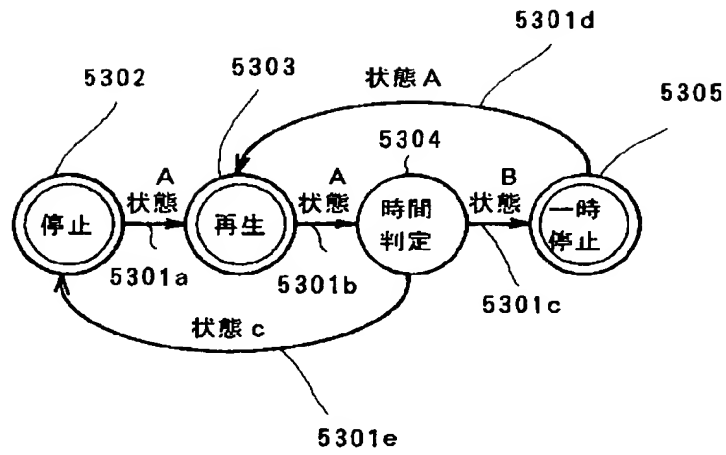 5301d
5302
5303
状態A
5305
5304
A
状態
A
状態
B
状態
停止
再生
時間
判定
一時
停止
5301a
5301b
5301c
状態c
5301e